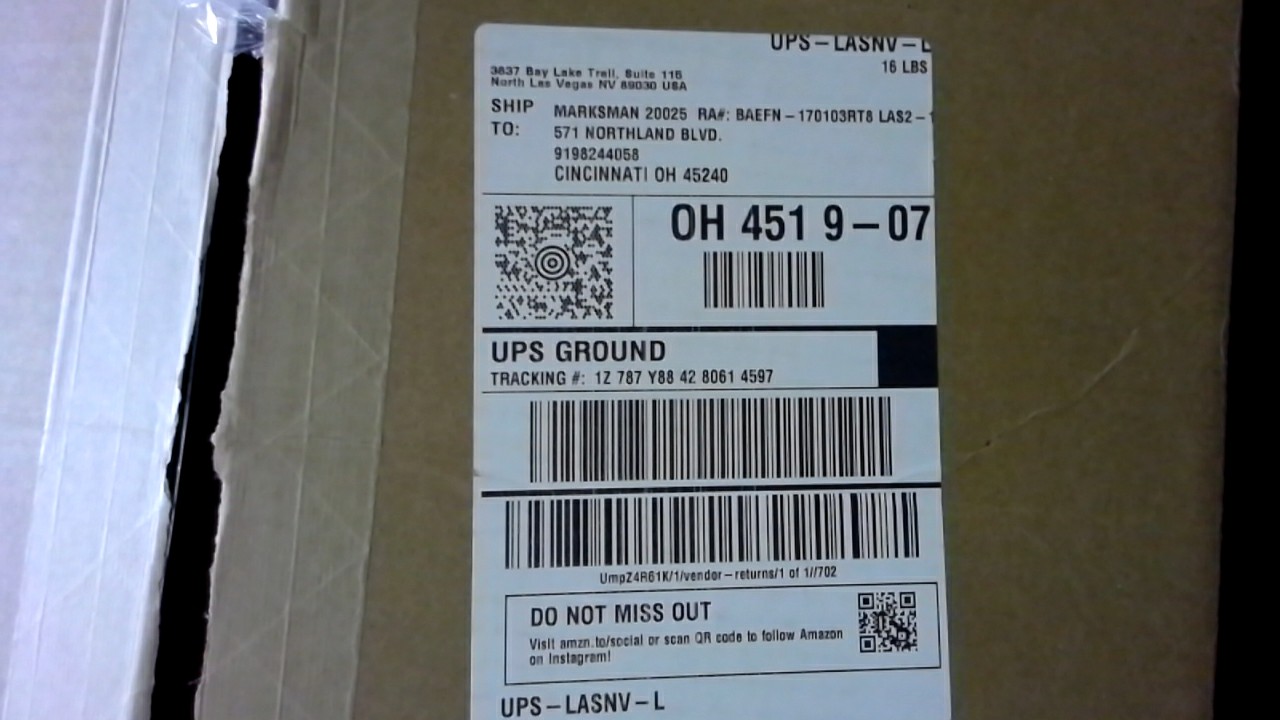 UPS-LASNV-L
16 LBS
3837 Bay Lake Trail, Suite 115
North Las Vegas NV 89030 USA
SHIP TO:
MARKSMAN 20025 RA#: BAEFN-170103RT8 LAS2-1
571 NORTHLAND BLVD.
9198244058
CINCINNATI OH 45240
OH 451 9-07
UPS GROUND
TRACKING #: 1Z 787 Y88 42 8061 4597
UmpZ4R61K/1/vendor-returns/1 of 1//702
DO NOT MISS OUT
Visit amzn.to/social or scan QR code to follow Amazon
on Instagram!
UPS-LASNV-L